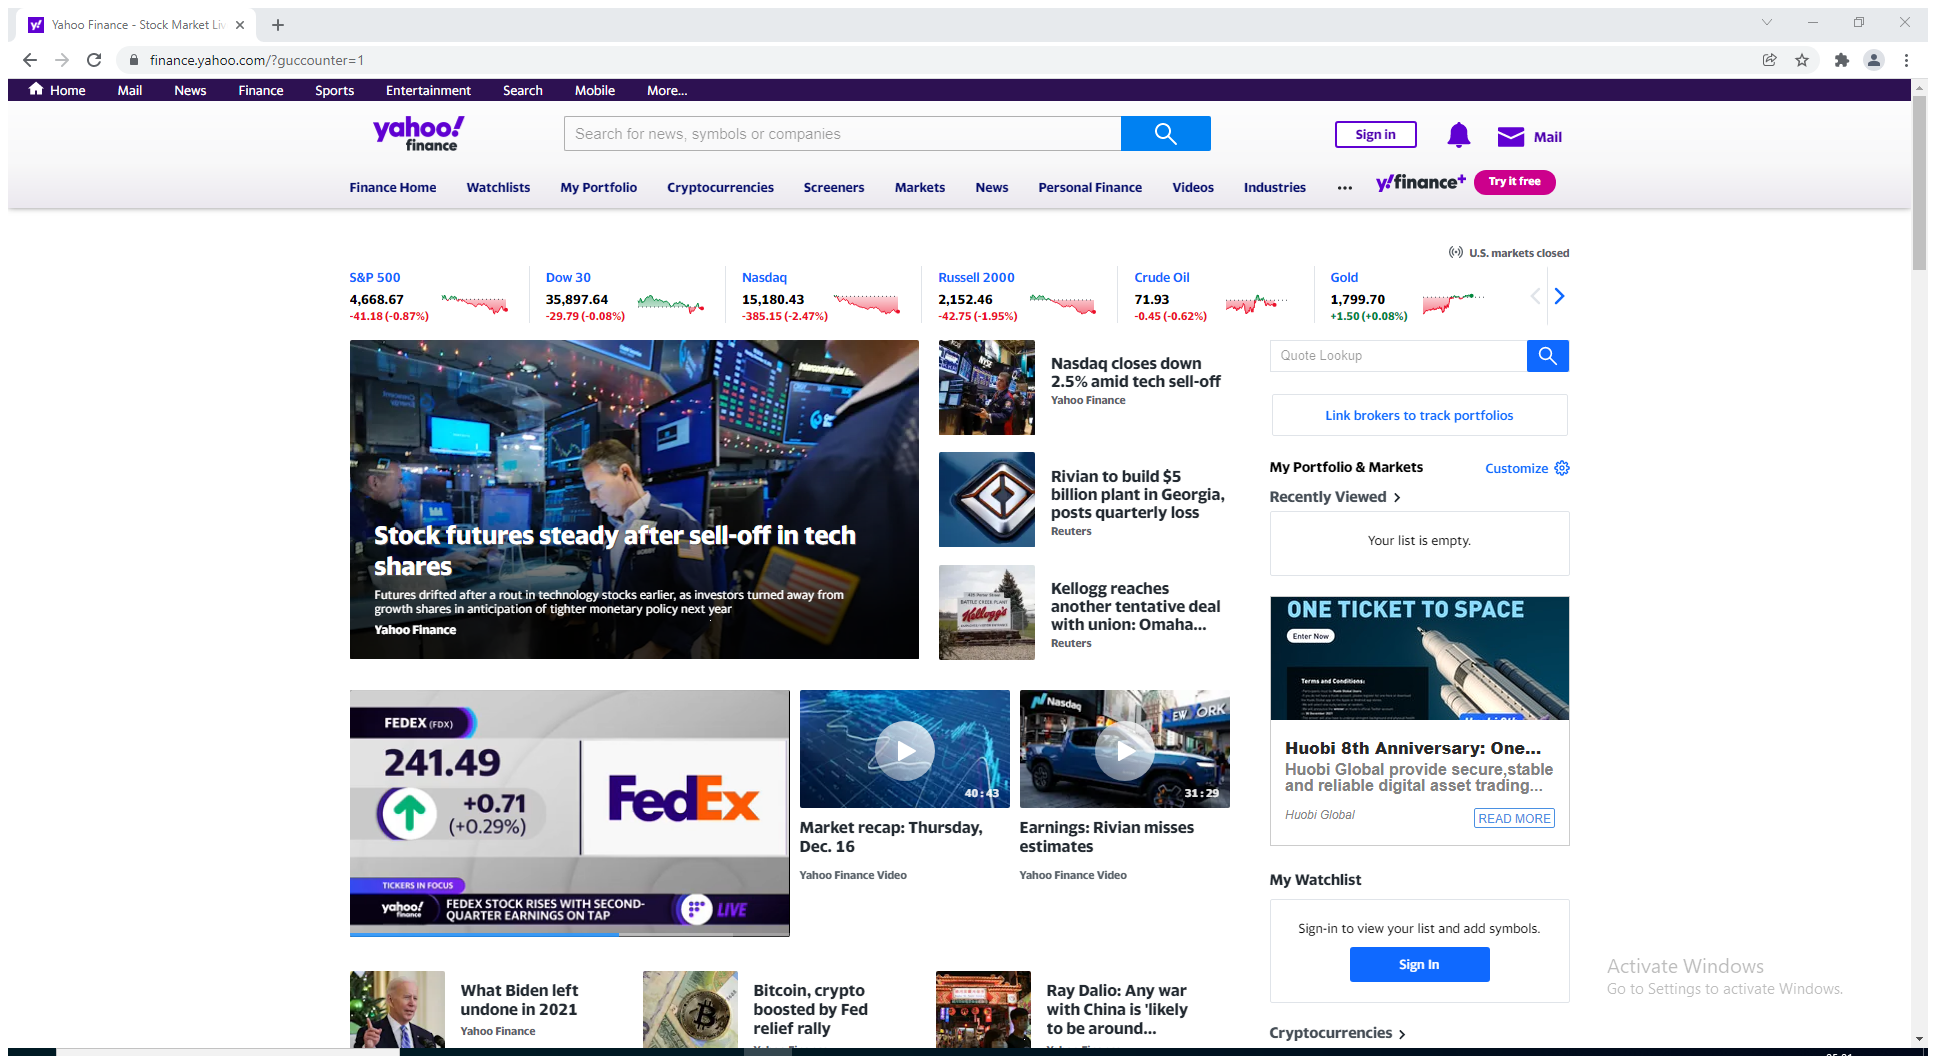 Yahoo Finance - Stock Market Liv
finance.yahoo.com/?guccounter=1
Home Mail News Finance Sports Entertainment Search Mobile More...
yahoo! finance
Search for news, symbols or companies
Sign in
Mail
Finance Home Watchlists My Portfolio Cryptocurrencies Screeners Markets News Personal Finance Videos Industries ... y!finance+ Try it free
U.S. markets closed
S&P 500
4,668.67
-41.18 (-0.87%)
Dow 30
35,897.64
-29.79 (-0.08%)
Nasdaq
15,180.43
-385.15 (-2.47%)
Russell 2000
2,152.46
-42.75 (-1.95%)
Crude Oil
71.93
-0.45 (-0.62%)
Gold
1,799.70
+1.50 (+0.08%)
Stock futures steady after sell-off in tech
shares
Futures drifted after a rout in technology stocks earlier, as investors turned away from
growth shares in anticipation of tighter monetary policy next year
Yahoo Finance
Nasdaq closes down
2.5% amid tech sell-off
Yahoo Finance
Rivian to build $5
billion plant in Georgia,
posts quarterly loss
Reuters
Kellogg's
Kellogg reaches
another tentative deal
with union: Omaha...
Reuters
Quote Lookup
Link brokers to track portfolios
My Portfolio & Markets
Customize
Recently Viewed
Your list is empty.
ONE TICKET TO SPACE
Enter Now
Terms and Conditions:
Huobi 8th Anniversary: One...
Huobi Global provide secure,stable
and reliable digital asset trading...
Huobi Global
READ MORE
FEDEX (FDX)
241.49
+0.71
(+0.29%)
FedEx
TICKERS IN FOCUS
yahoo! finance
FEDEX STOCK RISES WITH SECOND-
QUARTER EARNINGS ON TAP
LIVE
40:43
Market recap: Thursday,
Dec. 16
Yahoo Finance Video
Nasdaq
EW YORK
31:29
Earnings: Rivian misses
estimates
Yahoo Finance Video
My Watchlist
Sign-in to view your list and add symbols.
Sign In
What Biden left
undone in 2021
Yahoo Finance
Bitcoin, crypto
boosted by Fed
relief rally
Ray Dalio: Any war
with China is 'likely
to be around...
Cryptocurrencies
Activate Windows
Go to Settings to activate Windows.